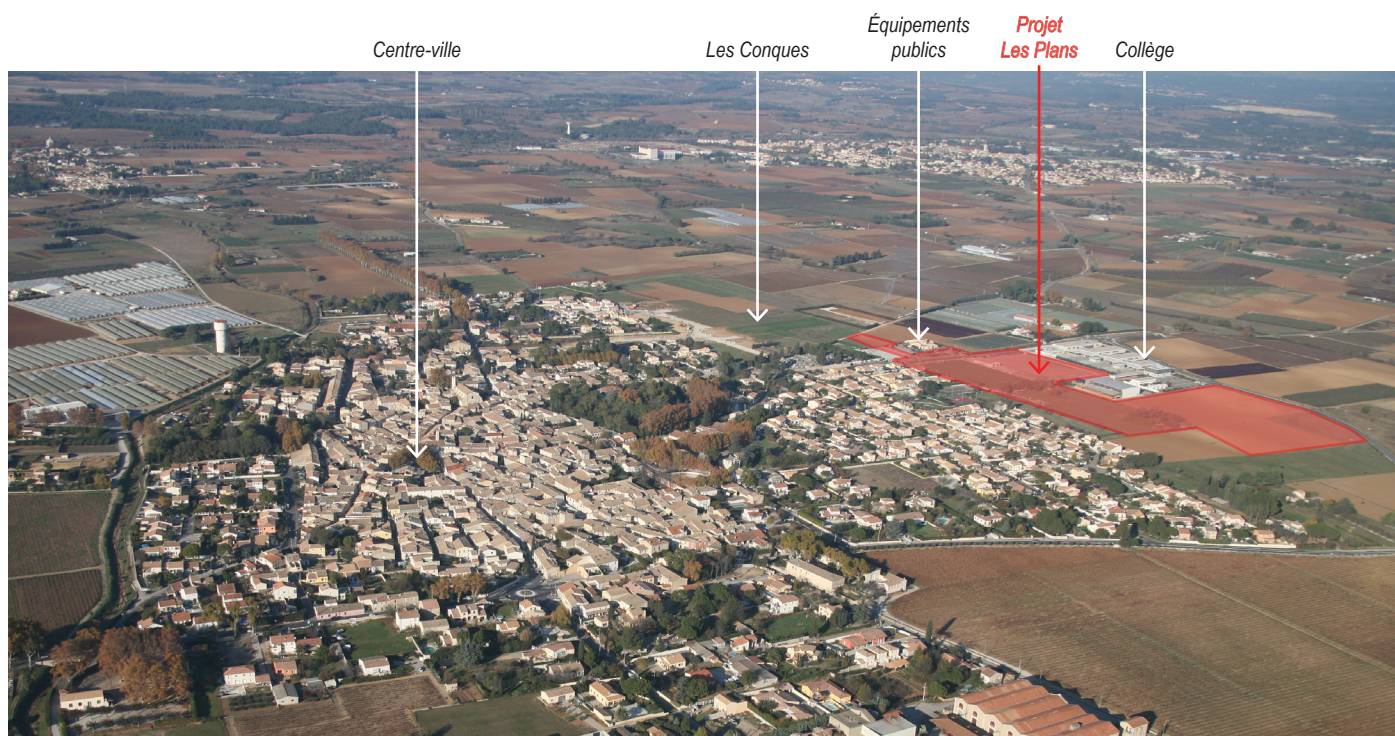 Centre-ville
Les Conques
Équipements
publics
Projet
Les Plans
Collège